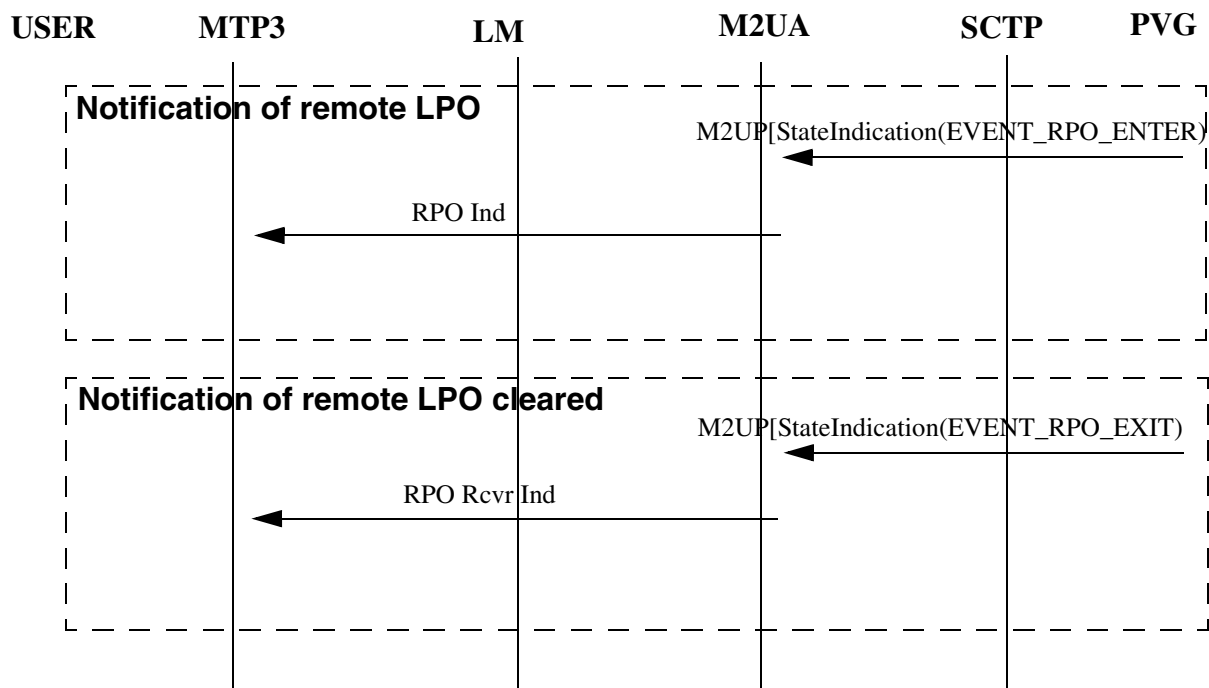 USER MTP3 LM M2UA SCTP PVG
Notification of remote LPO
M2UP[StateIndication(EVENT_RPO_ENTER)
RPO Ind
Notification of remote LPO cleared
M2UP[StateIndication(EVENT_RPO_EXIT)
RPO Rcvr Ind